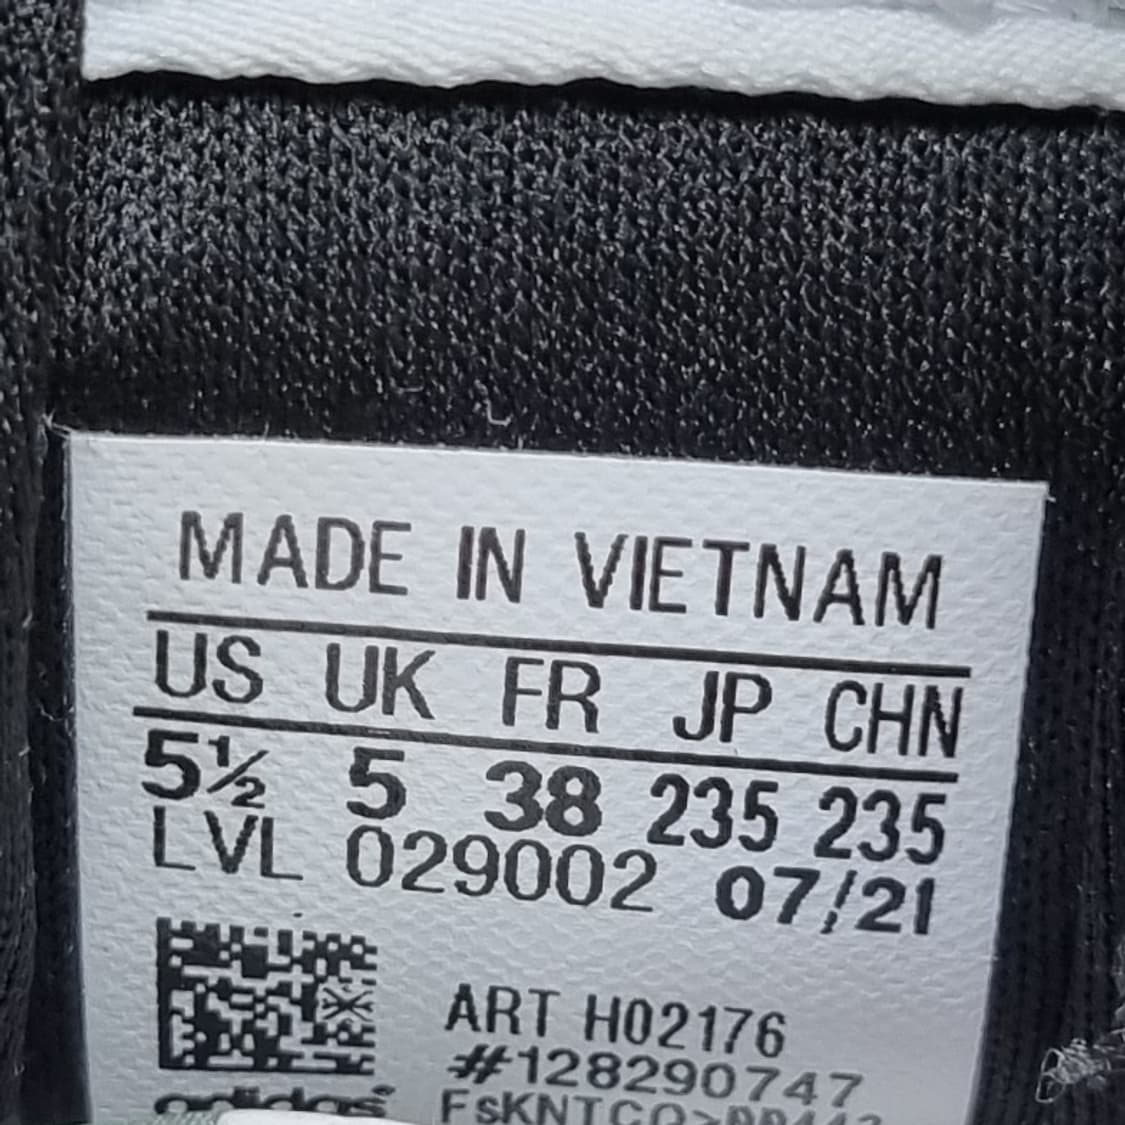 MADE IN VIETNAM
US UK FR JP CHN
5½ 5 38 235 235
LVL 029002 07/21
ART H02176
#128290747
adidas